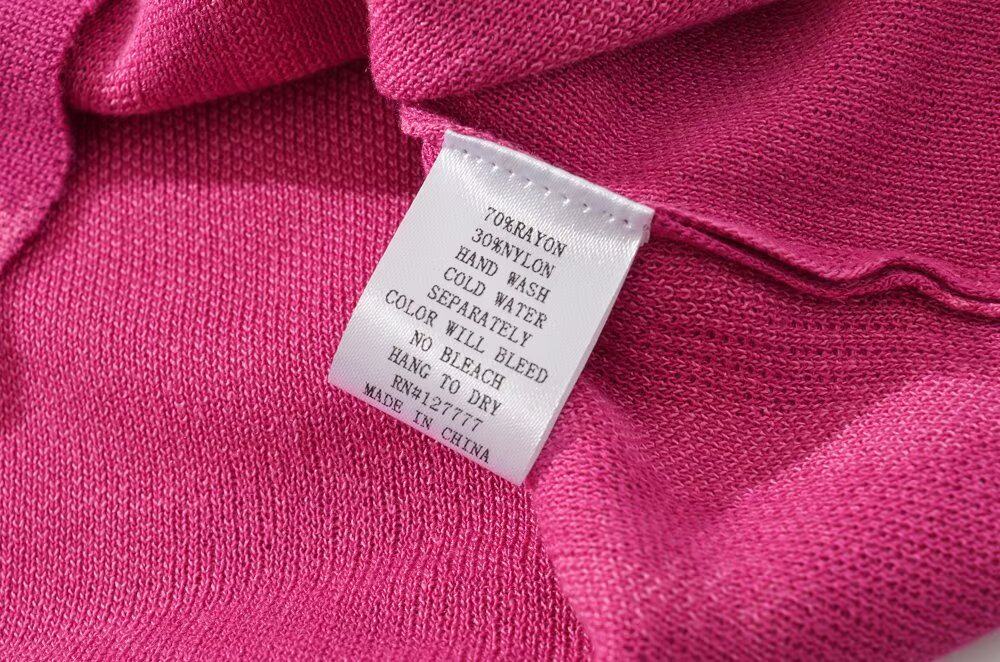 70%RAYON
30%NYLON
HAND WASH
COLD WATER
SEPARATELY
COLOR WILL BLEED
NO BLEACH
HANG TO DRY
RN#127777
MADE IN CHINA